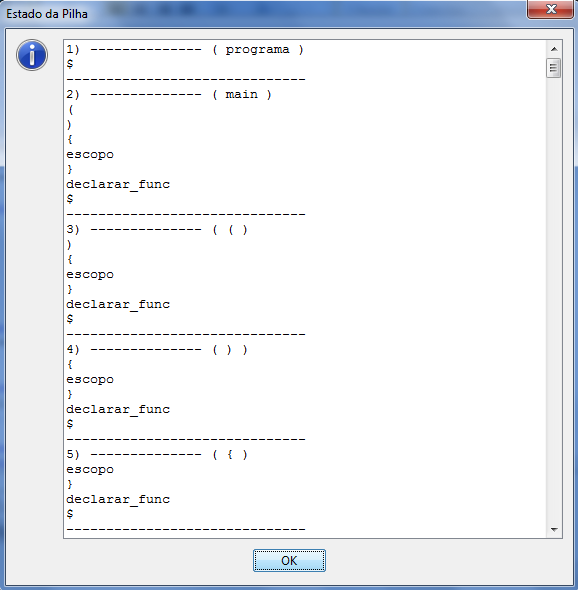 Estado da Pilha
1) -------------- ( programa )
$
------------------------------
2) -------------- ( main )
(
)
{
escopo
}
declarar_func
$
------------------------------
3) -------------- ( ( )
)
{
escopo
}
declarar_func
$
------------------------------
4) -------------- ( ) )
{
escopo
}
declarar_func
$
------------------------------
5) -------------- ( { )
escopo
}
declarar_func
$
------------------------------
OK